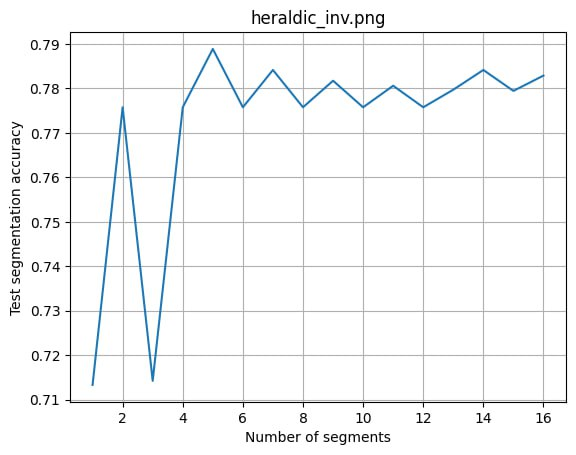 heraldic_inv.png
0.79
0.78
0.77
0.76
0.75
0.74
0.73
0.72
0.71
Test segmentation accuracy
2 4 6 8 10 12 14 16
Number of segments